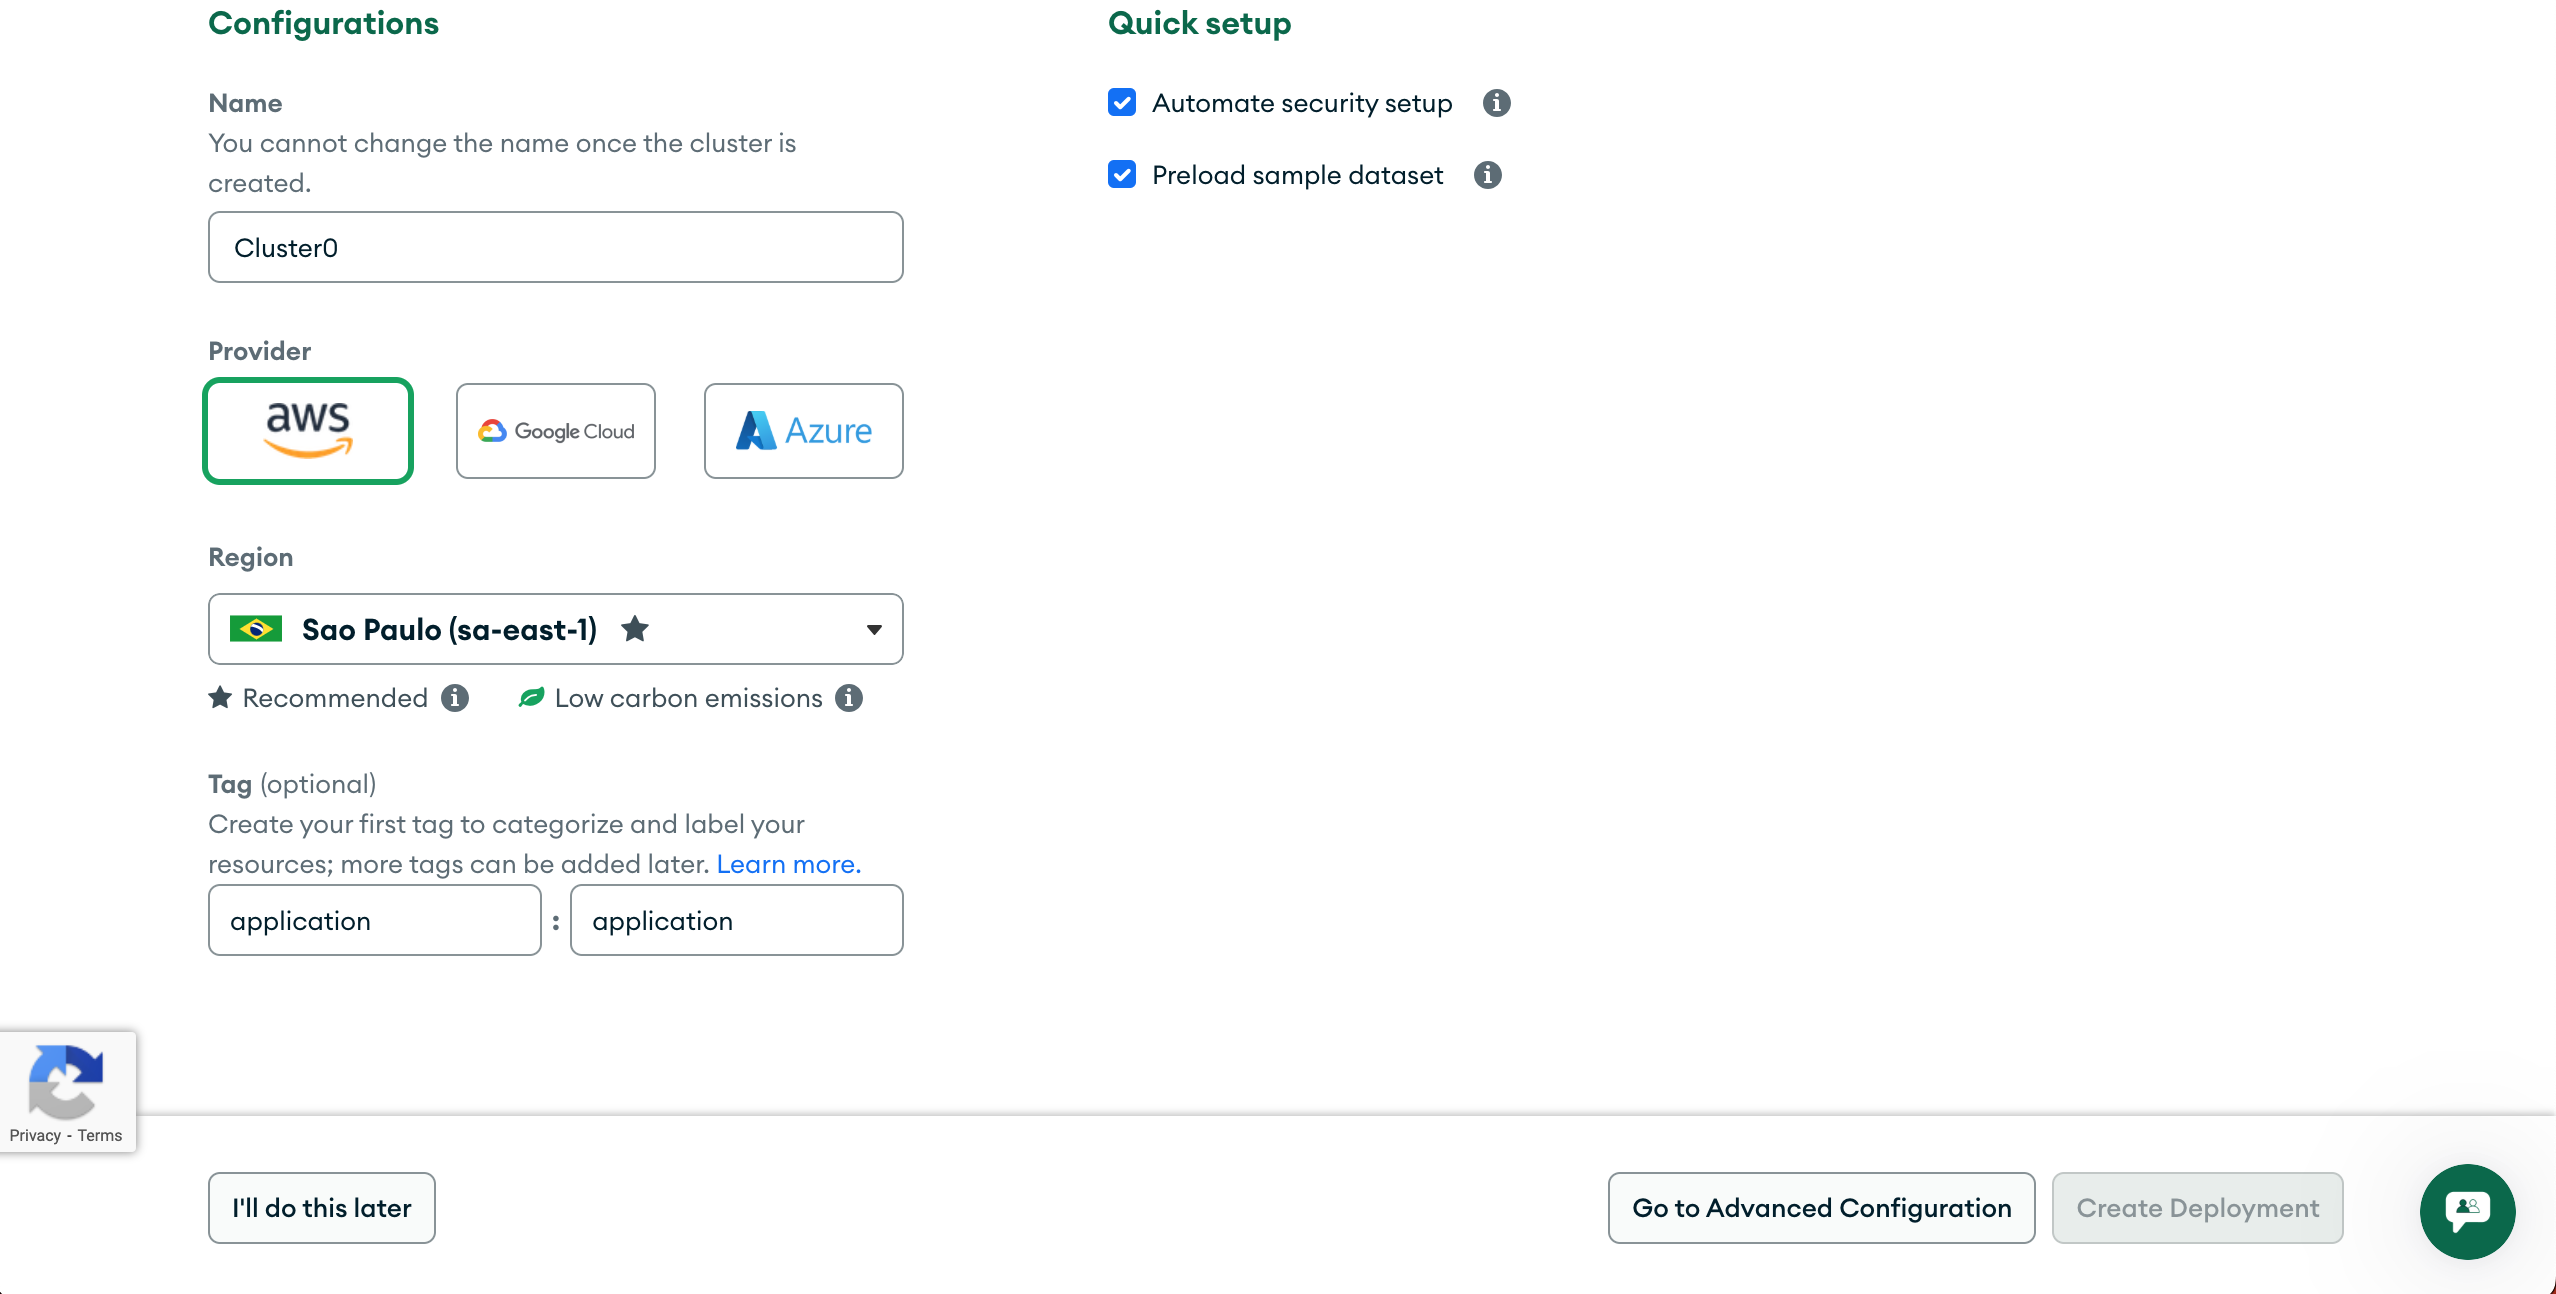 Configurations
Name
You cannot change the name once the cluster is
created.
Cluster0
Provider
aws
Google Cloud
Azure
Region
Sao Paulo (sa-east-1)
Recommended
Low carbon emissions
Tag (optional)
Create your first tag to categorize and label your
resources; more tags can be added later. Learn more.
application : application
Quick setup
Automate security setup
Preload sample dataset
Privacy - Terms
I'll do this later
Go to Advanced Configuration
Create Deployment